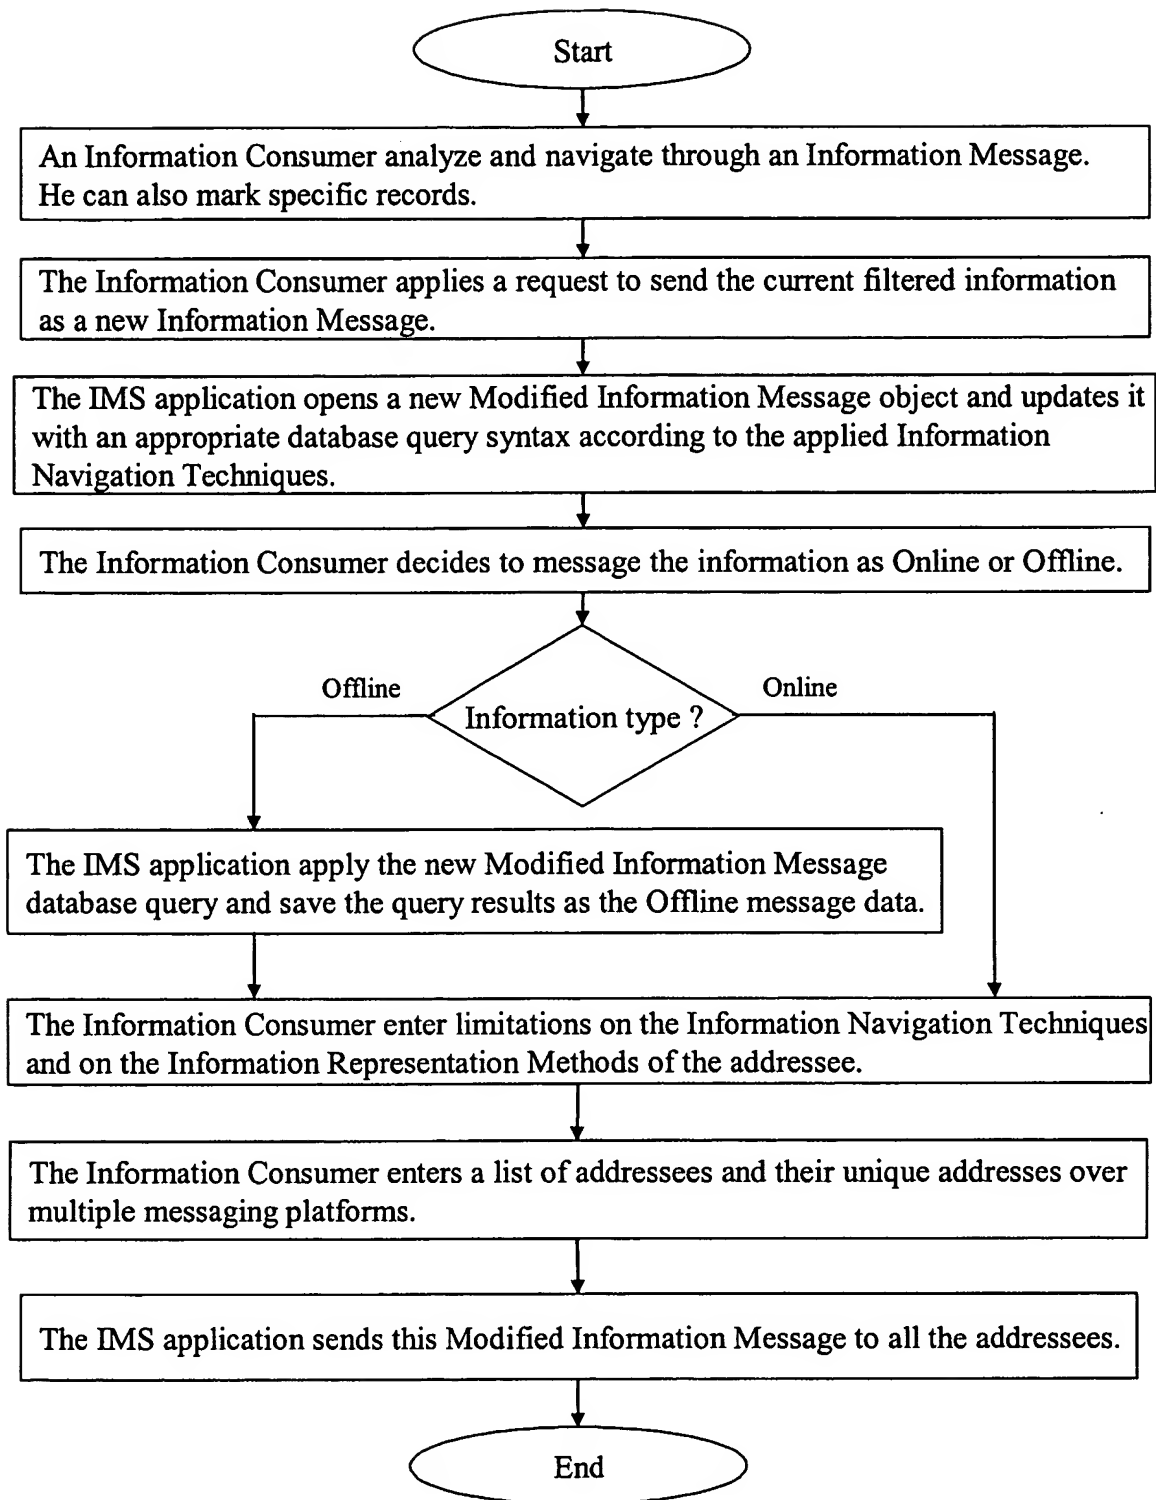 Start
An Information Consumer analyze and navigate through an Information Message.
He can also mark specific records.
The Information Consumer applies a request to send the current filtered information
as a new Information Message.
The IMS application opens a new Modified Information Message object and updates it
with an appropriate database query syntax according to the applied Information
Navigation Techniques.
The Information Consumer decides to message the information as Online or Offline.
Offline
Online
Information type ?
The IMS application apply the new Modified Information Message
database query and save the query results as the Offline message data.
The Information Consumer enter limitations on the Information Navigation Techniques
and on the Information Representation Methods of the addressee.
The Information Consumer enters a list of addressees and their unique addresses over
multiple messaging platforms.
The IMS application sends this Modified Information Message to all the addressees.
End